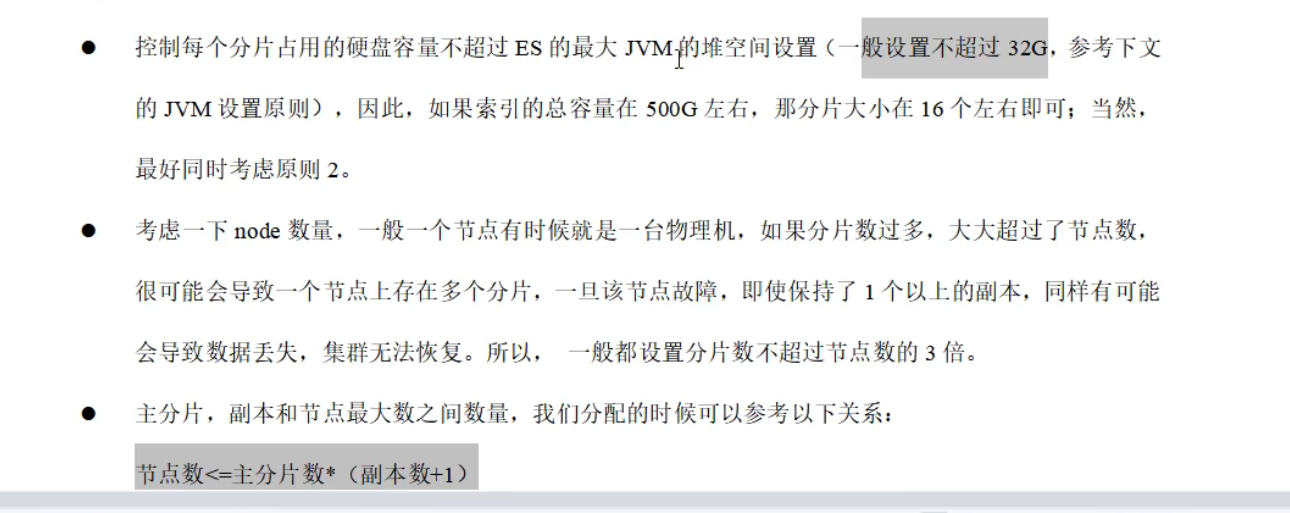 ● 控制每个分片占用的硬盘容量不超过 ES 的最大 JVM 的堆空间设置（一般设置不超过 32G，参考下文
的 JVM 设置原则），因此，如果索引的总容量在 500G 左右，那分片大小在 16 个左右即可；当然，
最好同时考虑原则 2。
● 考虑一下 node 数量，一般一个节点有时候就是一台物理机，如果分片数过多，大大超过了节点数，
很可能会导致一个节点上存在多个分片，一旦该节点故障，即使保持了 1 个以上的副本，同样有可能
会导致数据丢失，集群无法恢复。所以， 一般都设置分片数不超过节点数的 3 倍。
● 主分片，副本和节点最大数之间数量，我们分配的时候可以参考以下关系：
节点数<=主分片数*（副本数+1）